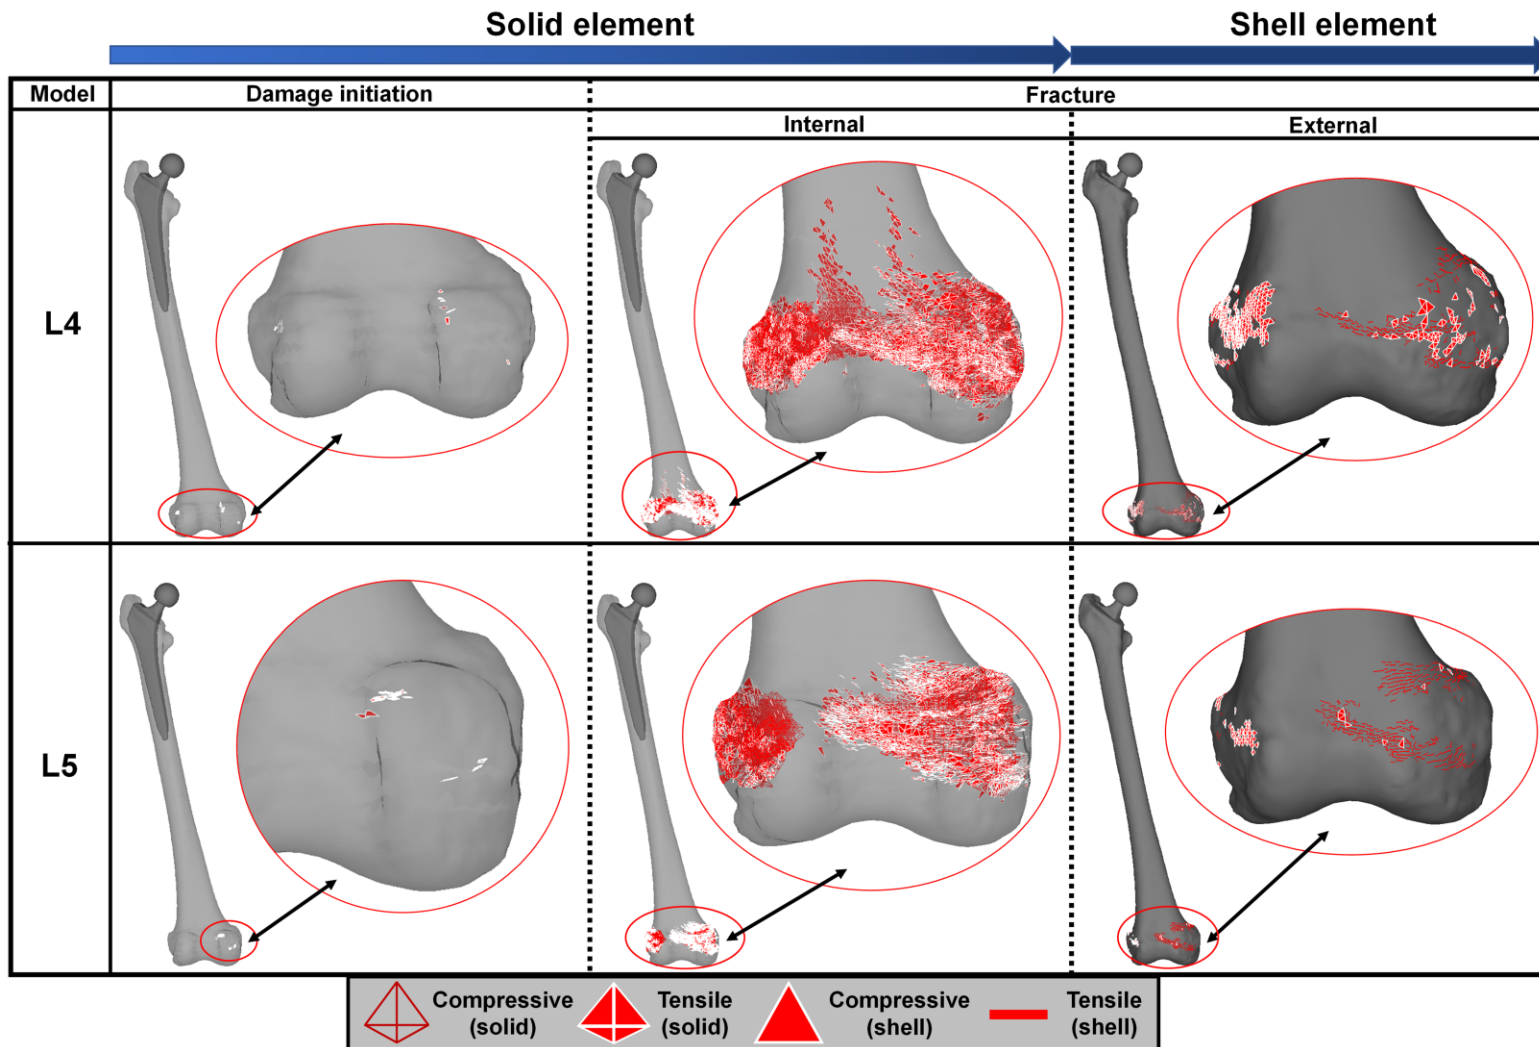 Solid element
Shell element
Model
Damage initiation
Fracture
Internal
External
L4
L5
Compressive
(solid)
Tensile
(solid)
Compressive
(shell)
Tensile
(shell)